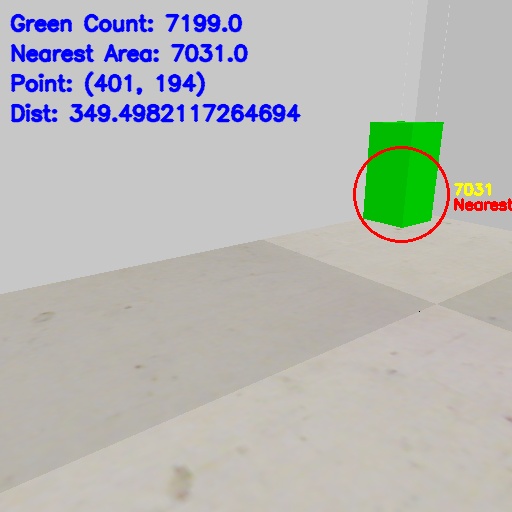 Green Count: 7199.0
Nearest Area: 7031.0
Point: (401, 194)
Dist: 349.4982117264694
7031
Nearest